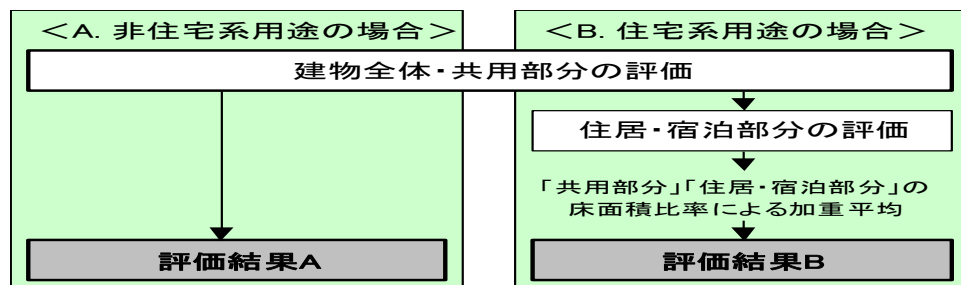 ＜A. 非住宅系用途の場合＞
＜B. 住宅系用途の場合＞
建物全体・共用部分の評価
住居・宿泊部分の評価
「共用部分」「住居・宿泊部分」の
床面積比率による加重平均
評価結果A
評価結果B